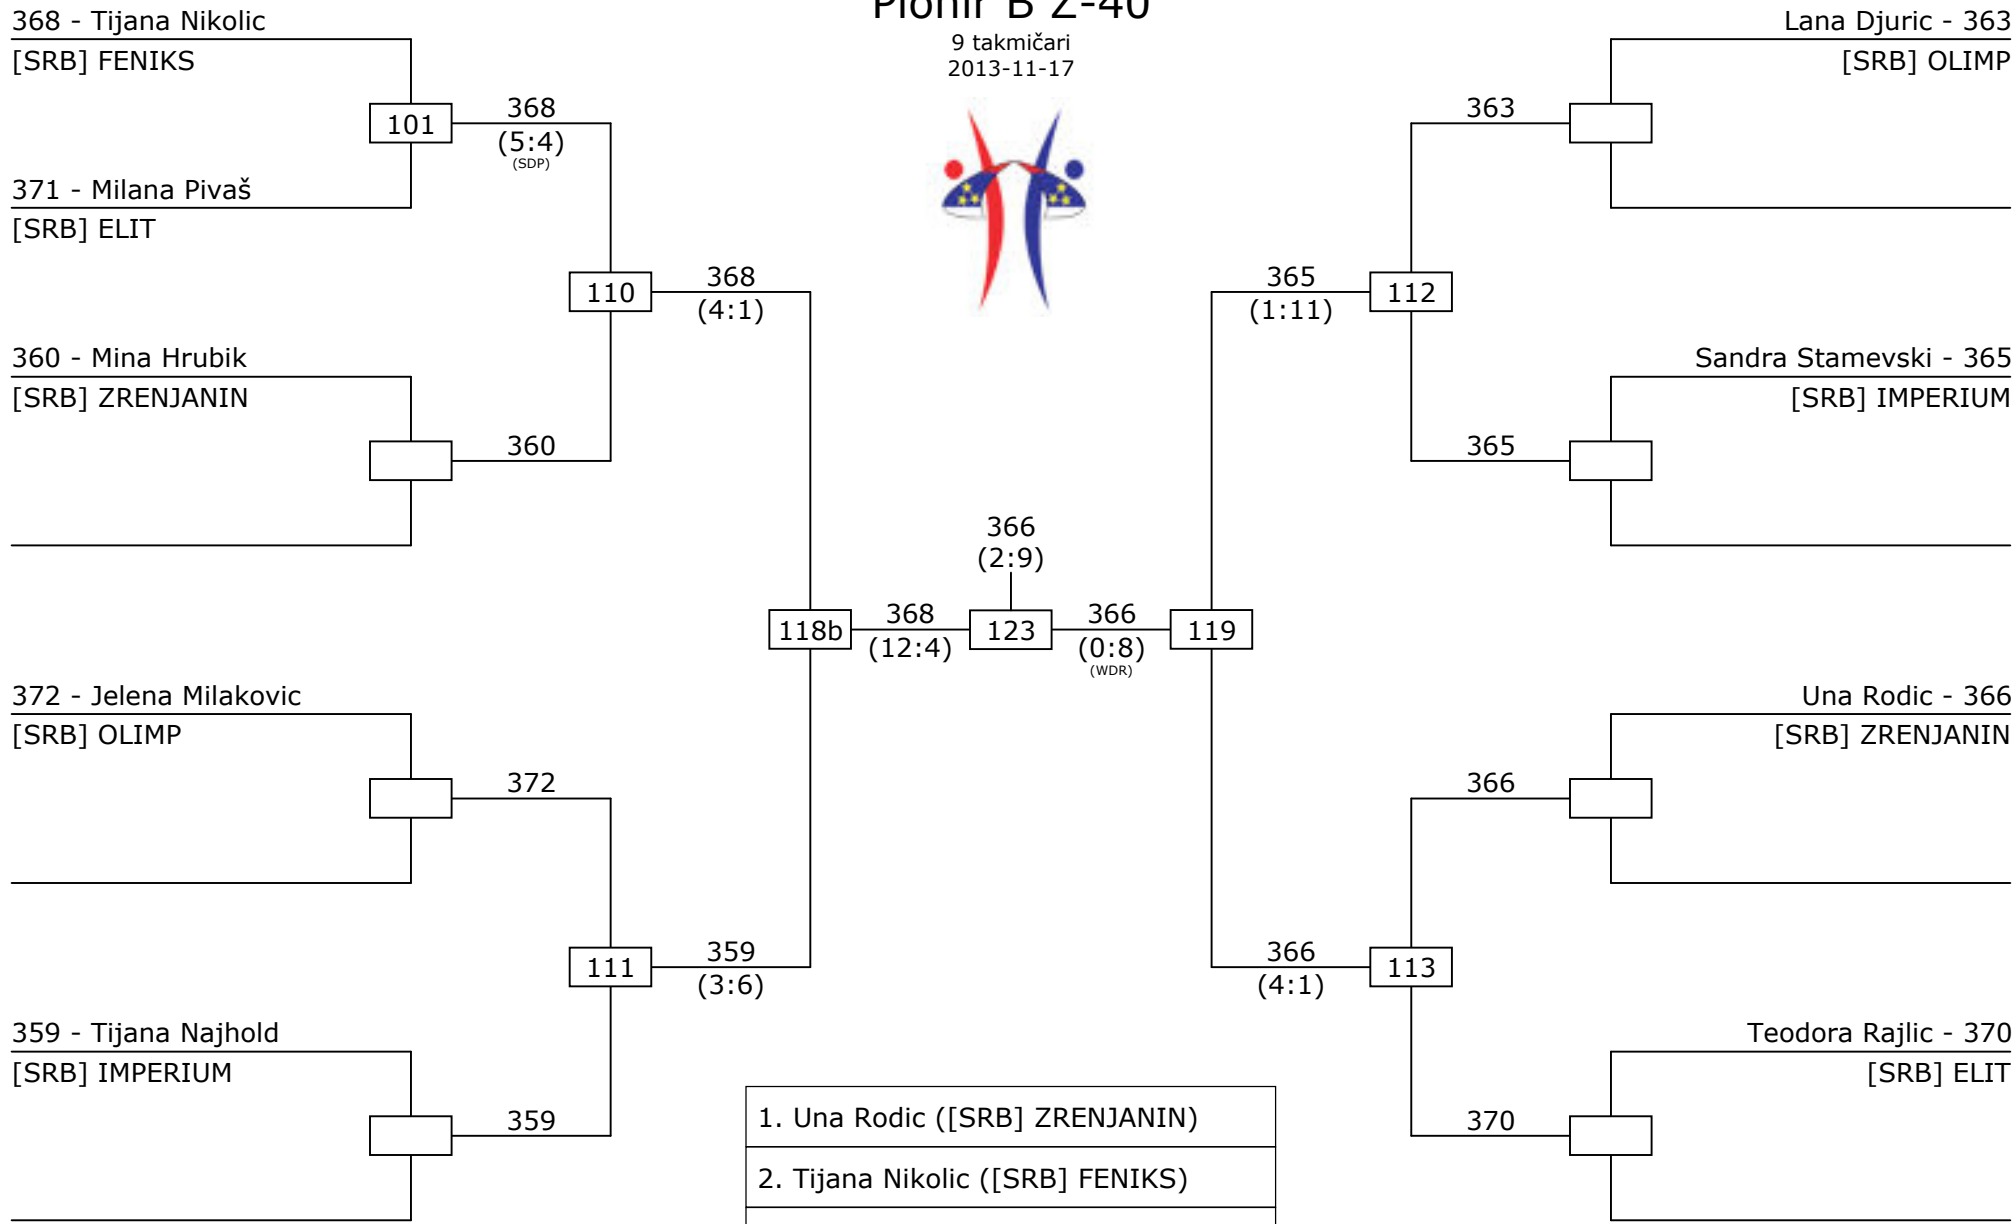 Pionir B Ž-40
9 takmičari
2013-11-17
368 - Tijana Nikolic
[SRB] FENIKS
101
368
(5:4)
(SDP)
371 - Milana Pivaš
[SRB] ELIT
110
368
(4:1)
360 - Mina Hrubik
[SRB] ZRENJANIN
360
372 - Jelena Milakovic
[SRB] OLIMP
372
111
359
(3:6)
359 - Tijana Najhold
[SRB] IMPERIUM
359
118b
368
(12:4)
366
(2:9)
123
366
(0:8)
(WDR)
119
Lana Djuric - 363
[SRB] OLIMP
363
365
(1:11)
112
Sandra Stamevski - 365
[SRB] IMPERIUM
365
Una Rodic - 366
[SRB] ZRENJANIN
366
366
(4:1)
113
Teodora Rajlic - 370
[SRB] ELIT
370
1. Una Rodic ([SRB] ZRENJANIN)
2. Tijana Nikolic ([SRB] FENIKS)